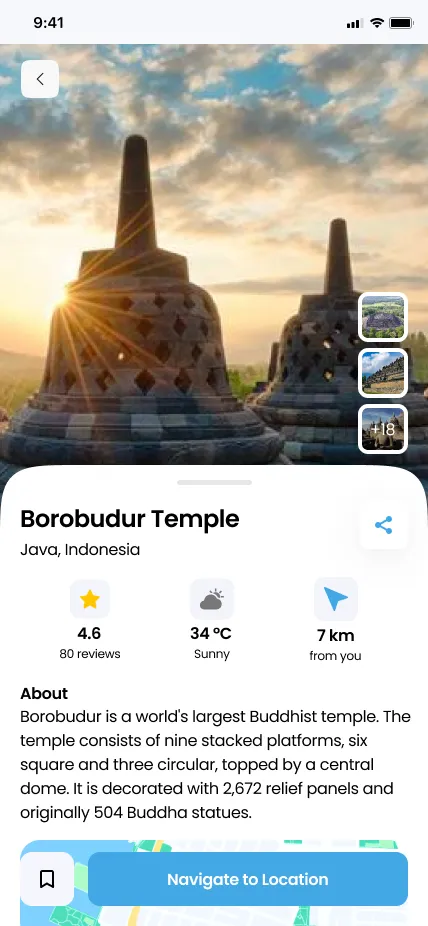 9:41
+18
Borobudur Temple
Java, Indonesia
4.6
80 reviews
34 °C
Sunny
7 km
from you
About
Borobudur is a world's largest Buddhist temple. The
temple consists of nine stacked platforms, six
square and three circular, topped by a central
dome. It is decorated with 2,672 relief panels and
originally 504 Buddha statues.
Navigate to Location